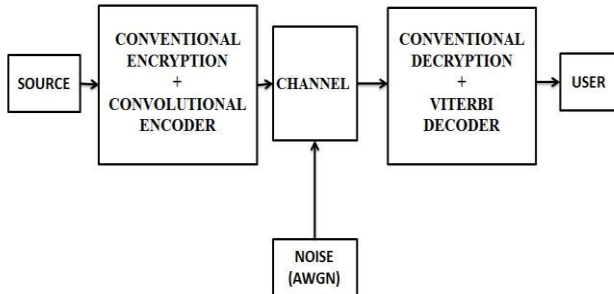 SOURCE
CONVENTIONAL
ENCRYPTION
+
CONVOLUTIONAL
ENCODER
CHANNEL
CONVENTIONAL
DECRYPTION
+
VITERBI
DECODER
USER
NOISE
(AWGN)